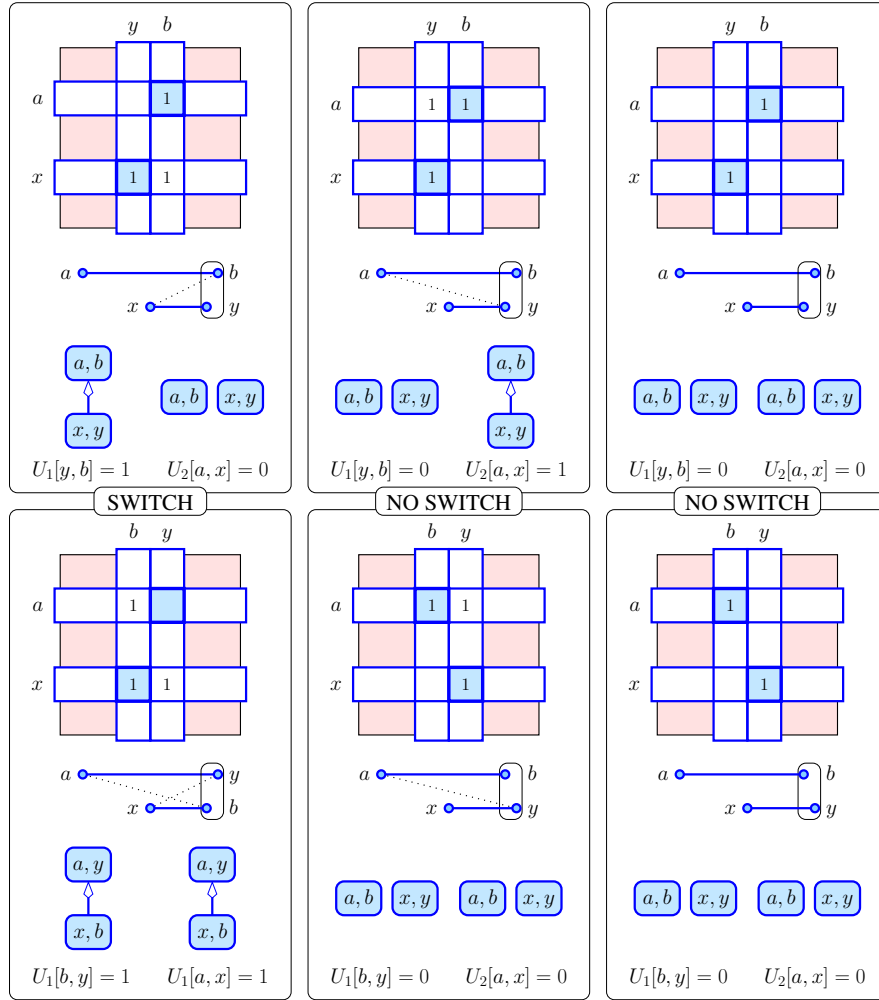 y b
a 1
x 1 1
a b
x y
a, b
a, b x, y
x, y
U₁[y, b] = 1 U₂[a, x] = 0
y b
a 1 1
x 1
a b
x y
a, b
a, b x, y
x, y
U₁[y, b] = 0 U₂[a, x] = 1
y b
a 1
x 1
a b
x y
a, b x, y a, b x, y
U₁[y, b] = 0 U₂[a, x] = 0
SWITCH
b y
a 1
x 1 1
a y
x b
a, y a, y
x, b x, b
U₁[b, y] = 1 U₁[a, x] = 1
NO SWITCH
b y
a 1 1
x 1
a b
x y
a, b x, y a, b x, y
U₁[b, y] = 0 U₂[a, x] = 0
NO SWITCH
b y
a 1
x 1
a b
x y
a, b x, y a, b x, y
U₁[b, y] = 0 U₂[a, x] = 0